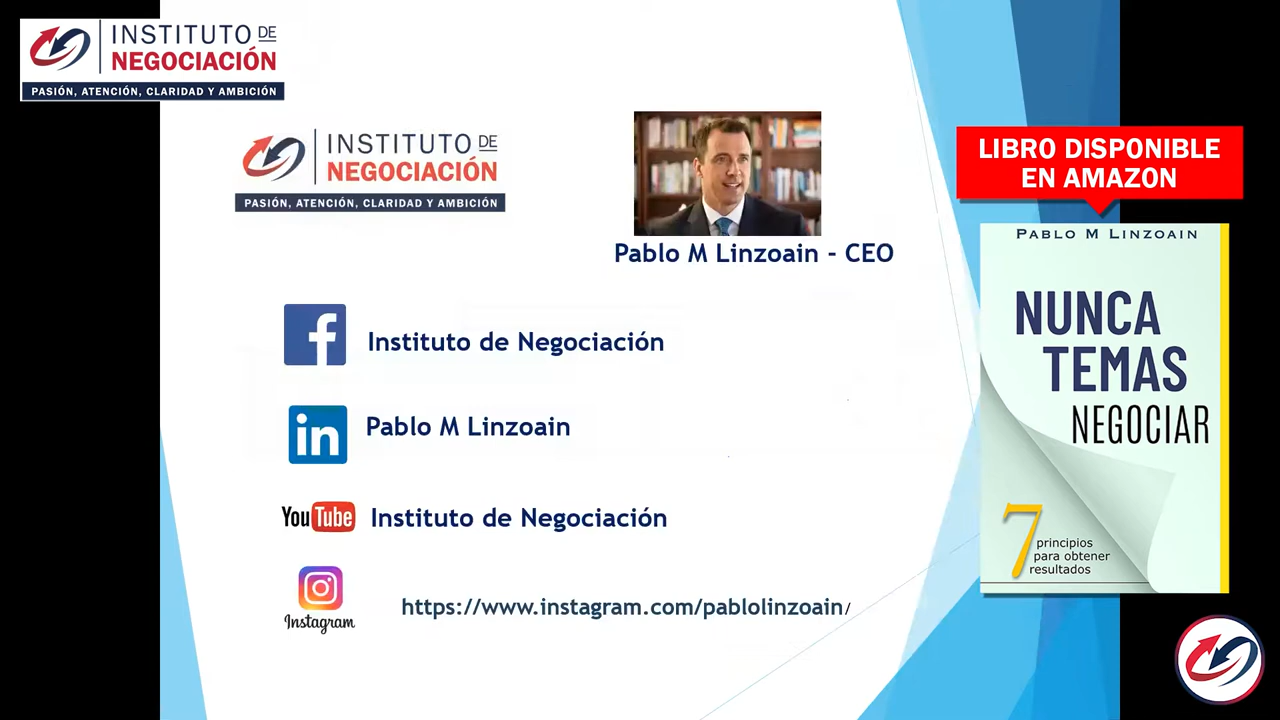 INSTITUTO DE
NEGOCIACIÓN
PASIÓN, ATENCIÓN, CLARIDAD Y AMBICIÓN
INSTITUTO DE
NEGOCIACIÓN
PASIÓN, ATENCIÓN, CLARIDAD Y AMBICIÓN
Pablo M Linzoain - CEO
f
Instituto de Negociación
in
Pablo M Linzoain
YouTube
Instituto de Negociación
Instagram
https://www.instagram.com/pablolinzoain/
LIBRO DISPONIBLE
EN AMAZON
PABLO M LINZOAIN
NUNCA
TEMAS
NEGOCIAR
7
principios
para obtener
resultados